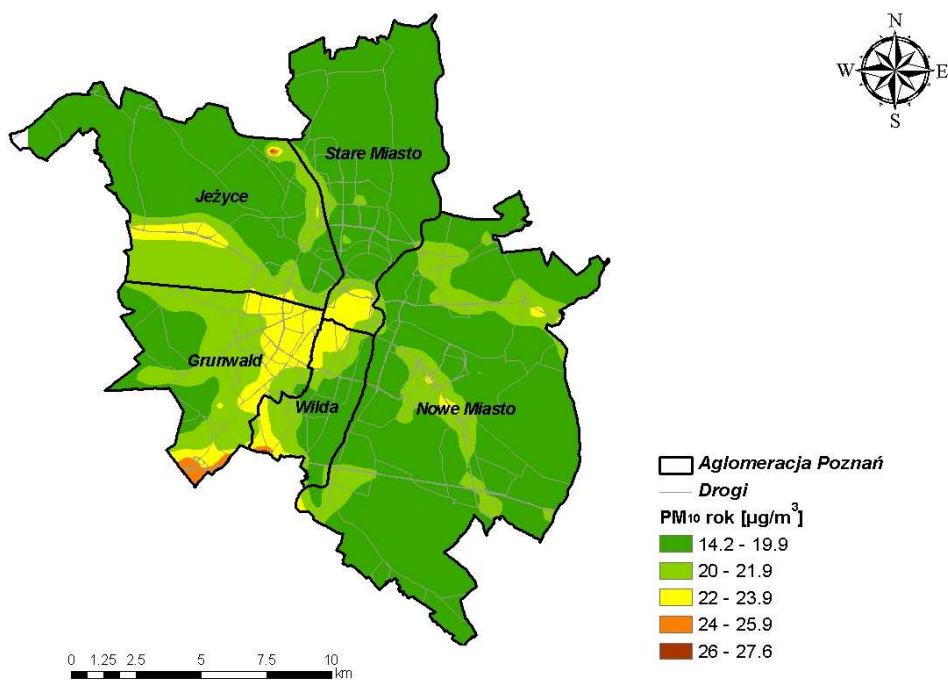 N
W E
S
Stare Miasto
Jeżyce
Grunwald
Wilda
Nowe Miasto
Aglomeracja Poznań
Drogi
PM10 rok [µg/m³]
14.2 - 19.9
20 - 21.9
22 - 23.9
24 - 25.9
26 - 27.6
0 1.25 2.5 5 7.5 10
km